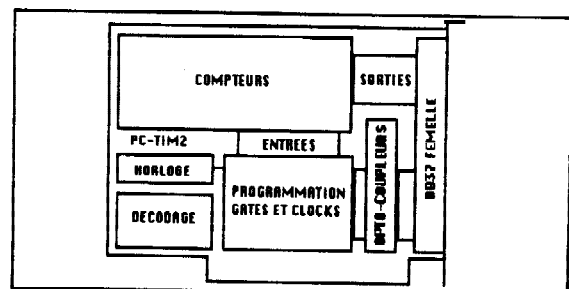 COMPTEURS
SORTIES
PC-TIM2
ENTREES
HORLOGE
PROGRAMMATION
GATES ET CLOCKS
DECODAGE
OPTO-COUPLEURS
DB37 FEMELLE